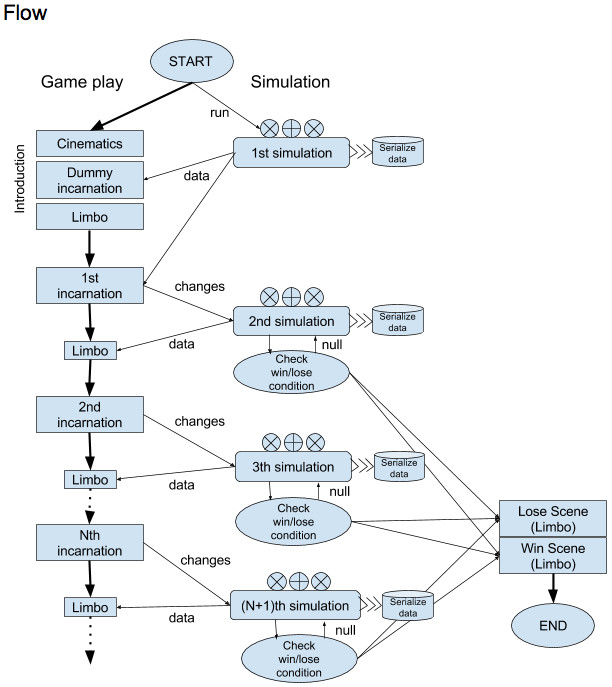 Flow
START
Game play
Simulation
run
Introduction
Cinematics
1st simulation
Serialize
data
Dummy
incarnation
data
Limbo
1st
incarnation
changes
2nd simulation
Serialize
data
Limbo
data
null
Check
win/lose
condition
2nd
incarnation
changes
3th simulation
Serialize
data
Limbo
data
null
Check
win/lose
condition
Lose Scene
(Limbo)
Win Scene
(Limbo)
Nth
incarnation
changes
(N+1)th simulation
Serialize
data
Limbo
data
null
Check
win/lose
condition
END